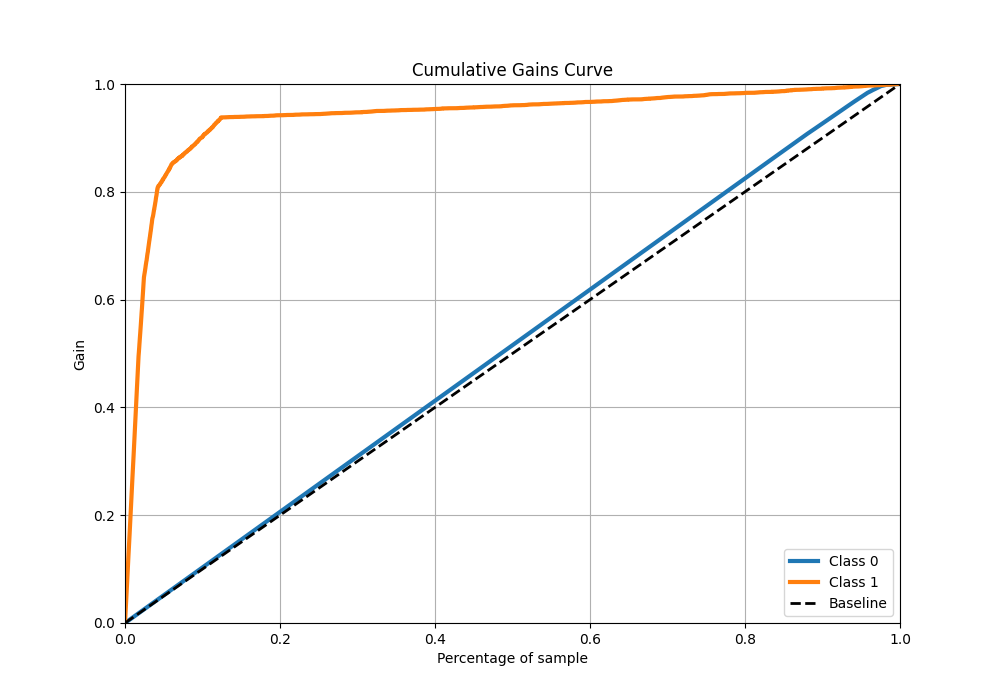 Cumulative Gains Curve
1.0
0.8
0.6
0.4
0.2
0.0
Gain
0.0 0.2 0.4 0.6 0.8 1.0
Percentage of sample
Class 0
Class 1
Baseline